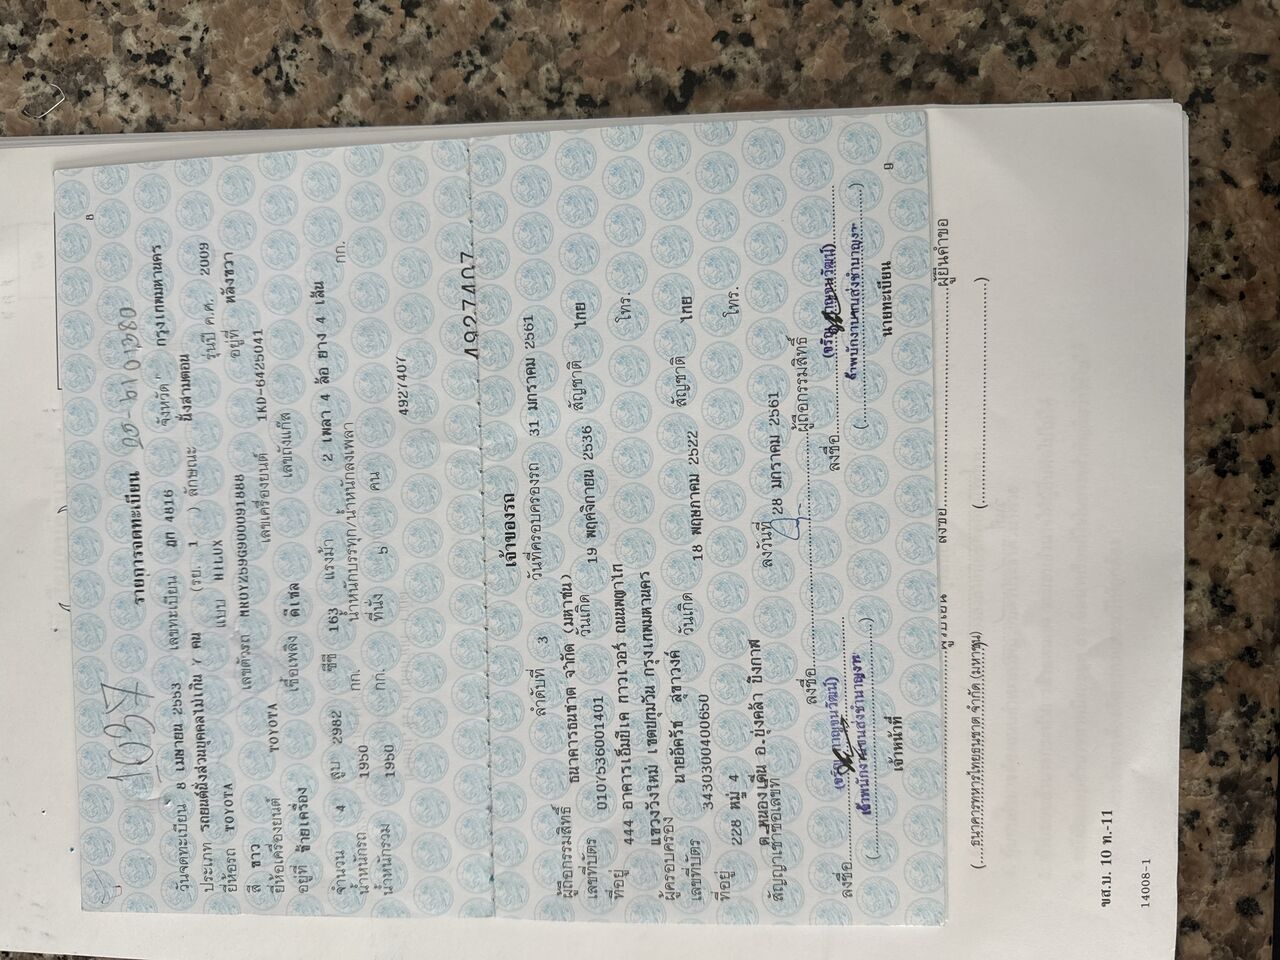 8
รายการจดทะเบียน
วันจดทะเบียน 8 เมษายน 2553 เลขทะเบียน ฎก 4816 จังหวัด กรุงเทพมหานคร
ประเภท รถยนต์นั่งส่วนบุคคลไม่เกิน 7 คน (รย. 1 ) ลักษณะ นั่งสามตอน
ยี่ห้อรถ TOYOTA แบบ HILUX รุ่นปี ค.ศ. 2009
สี ขาว เลขตัวรถ MR0YZ59G900091888 อยู่ที่ หลังขวา
ยี่ห้อเครื่องยนต์ TOYOTA เลขเครื่องยนต์ 1KD-6425041
อยู่ที่ ซ้ายเครื่อง เชื้อเพลิง ดีเซล เลขถังแก๊ส
จำนวน 4 สูบ 2982 ซีซี 163 แรงม้า 2 เพลา 4 ล้อ ยาง 4 เส้น
น้ำหนักรถ 1950 กก. น้ำหนักบรรทุก/น้ำหนักลงเพลา กก.
น้ำหนักรวม 1950 กก. ที่นั่ง คน
4927407
4927407
เจ้าของรถ
ลำดับที่ 3 วันที่ครอบครองรถ 31 มกราคม 2561
ผู้ถือกรรมสิทธิ์ ธนาคารธนชาต จำกัด (มหาชน)
เลขที่บัตร 0107536001401 วันเกิด 19 พฤศจิกายน 2536 สัญชาติ ไทย
ที่อยู่ 444 อาคารเอ็มบีเค ทาวเวอร์ ถนนพญาไท โทร.
แขวงวังใหม่ เขตปทุมวัน กรุงเทพมหานคร
ผู้ครอบครอง นายอัครัช สุขาวงค์
เลขที่บัตร 3430300400650 วันเกิด 18 พฤษภาคม 2522 สัญชาติ ไทย
ที่อยู่ 228 หมู่ 4 โทร.
ต.หนองเดิ่น อ.บุ่งคล้า บึงกาฬ
สัญญาเช่าซื้อเลขที่ ลงวันที่ 28 มกราคม 2561
ลงชื่อ ผู้ถือกรรมสิทธิ์
ลงชื่อ ลงชื่อ
เจ้าหน้าที่ นายทะเบียน
9
ผู้ยื่นคำขอ
(....ธนาคารทหารไทยธนชาต จำกัด (มหาชน) (..........)
ขส.บ. 10 ท.-11
14008-1